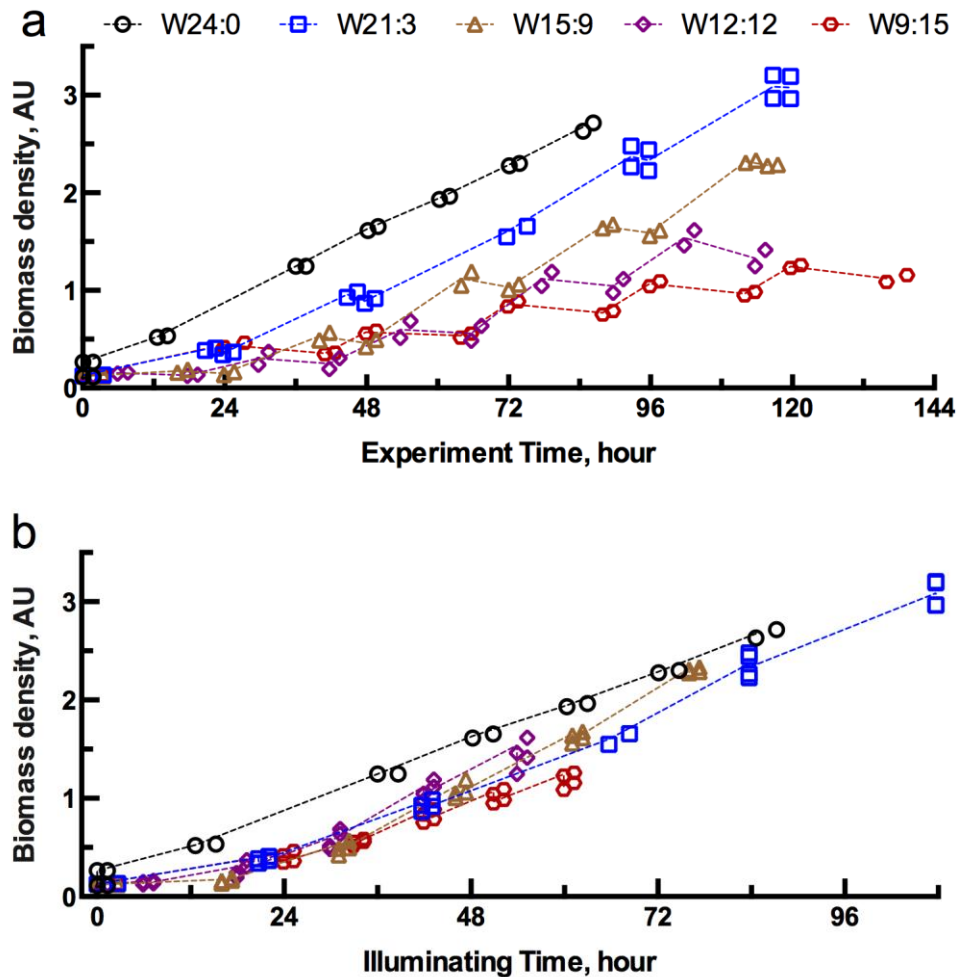 a W24:0 W21:3 W15:9 W12:12 W9:15
Biomass density, AU
3
2
1
0
0 24 48 72 96 120 144
Experiment Time, hour
b
Biomass density, AU
3
2
1
0
0 24 48 72 96
Illuminating Time, hour